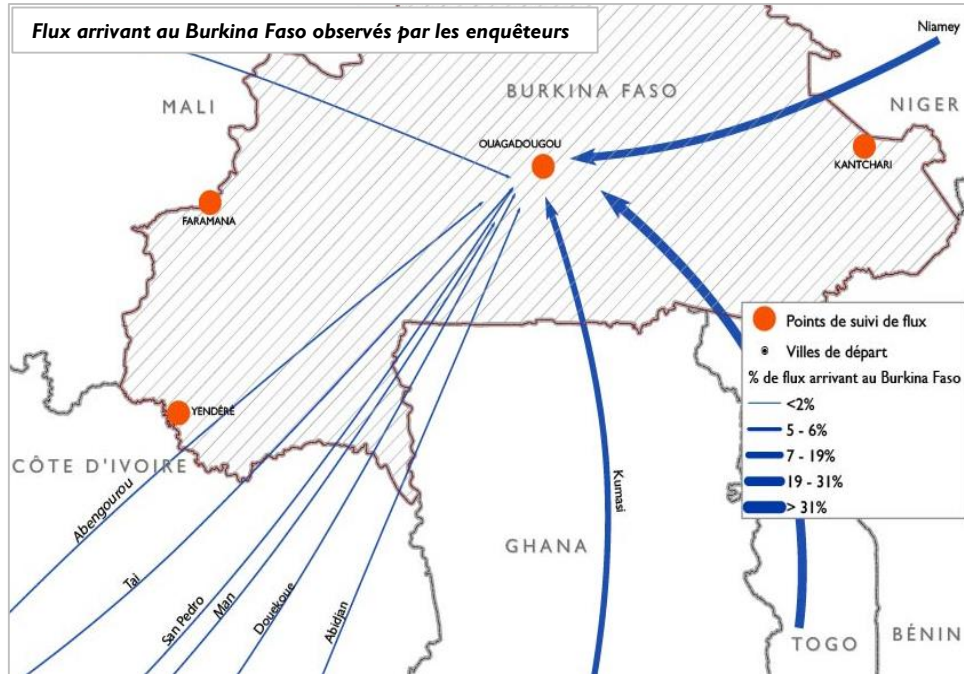 Flux arrivant au Burkina Faso observés par les enquêteurs
Niamey
MALI
BURKINA FASO
NIGER
OUAGADOUGOU
KANTCHARI
FARAMANA
Points de suivi de flux
Villes de départ
% de flux arrivant au Burkina Faso
<2%
5 - 6%
7 - 19%
19 - 31%
> 31%
YENDÉRÉ
CÔTE D'IVOIRE
Abengourou
Kumasi
GHANA
Tai
San Pedro
Man
Douekoue
Abidjan
TOGO
BÉNIN